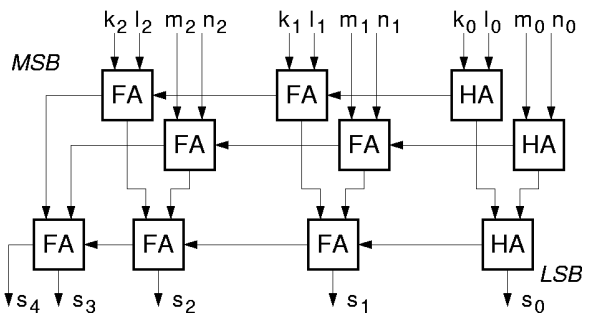 k2 l2 m2 n2 k1 l1 m1 n1 k0 l0 m0 n0
MSB
FA FA HA
FA FA HA
FA FA FA HA
LSB
s4 s3 s2 s1 s0